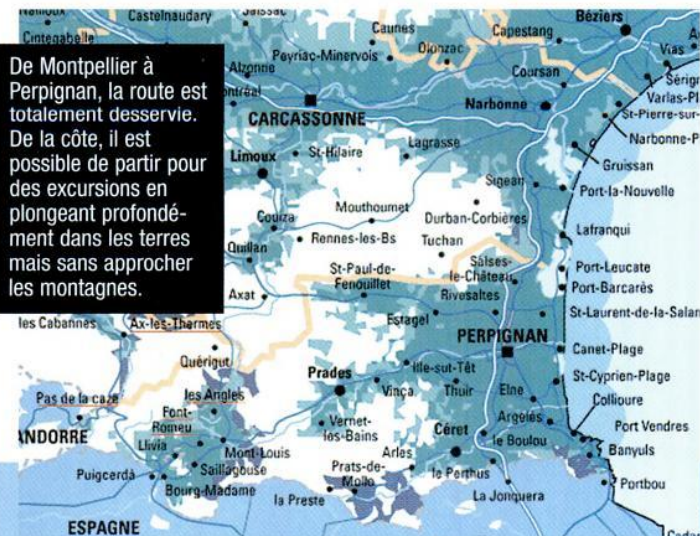 De Montpellier à
Perpignan, la route est
totalement desservie.
De la côte, il est
possible de partir pour
des excursions en
plongeant profondé-
ment dans les terres
mais sans approcher
les montagnes.
Castelnaudary
Cintegabelle
Caunes
Capestang
Béziers
Peyriac-Minervois
Olonzac
Vias
Alzonne
Coursan
CARCASSONNE
Narbonne
Limoux
St-Hilaire
Lagrasse
Gruissan
Sigean
Port-la-Nouvelle
Couiza
Mouthoumet
Durban-Corbières
Rennes-les-Bs
Tuchan
Lafranqui
Quillan
St-Paul-de-
Fenouillet
Salses-
le-Château
Port-Leucate
Axat
Rivesaltes
Port-Barcarès
les Cabannes
Ax-les-Thermes
Estagel
St-Laurent-de-la-Salan
PERPIGNAN
Quérigut
Prades
Ille-sut-Têt
Canet-Plage
Pas de la caze
les Angles
Vinça
Thuir
Elne
St-Cyprien-Plage
Font-
Romeu
Vernet-
les-Bains
Argelès
Collioure
ANDORRE
Llivia
Mont-Louis
Céret
le Boulou
Port Vendres
Saillagouse
Arles
Banyuls
Puigcerdá
Bourg-Madame
Prats-de-
Mollo
le Perthus
Portbou
la Preste
La Jonquera
ESPAGNE